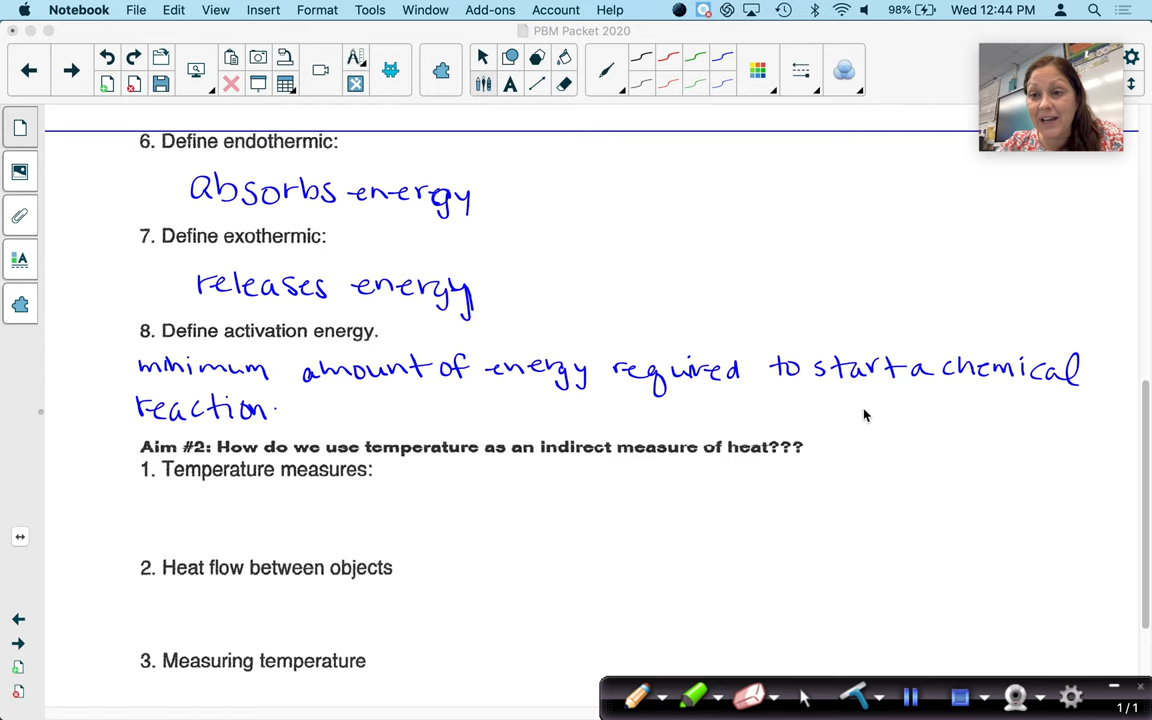 Notebook File Edit View Insert Format Tools Window Add-ons Account Help 98% Wed 12:44 PM
PBM Packet 2020
6. Define endothermic:
absorbs energy
7. Define exothermic:
releases energy
8. Define activation energy.
minimum amount of energy required to start a chemical
reaction.
Aim #2: How do we use temperature as an indirect measure of heat???
1. Temperature measures:
2. Heat flow between objects
3. Measuring temperature
1/1